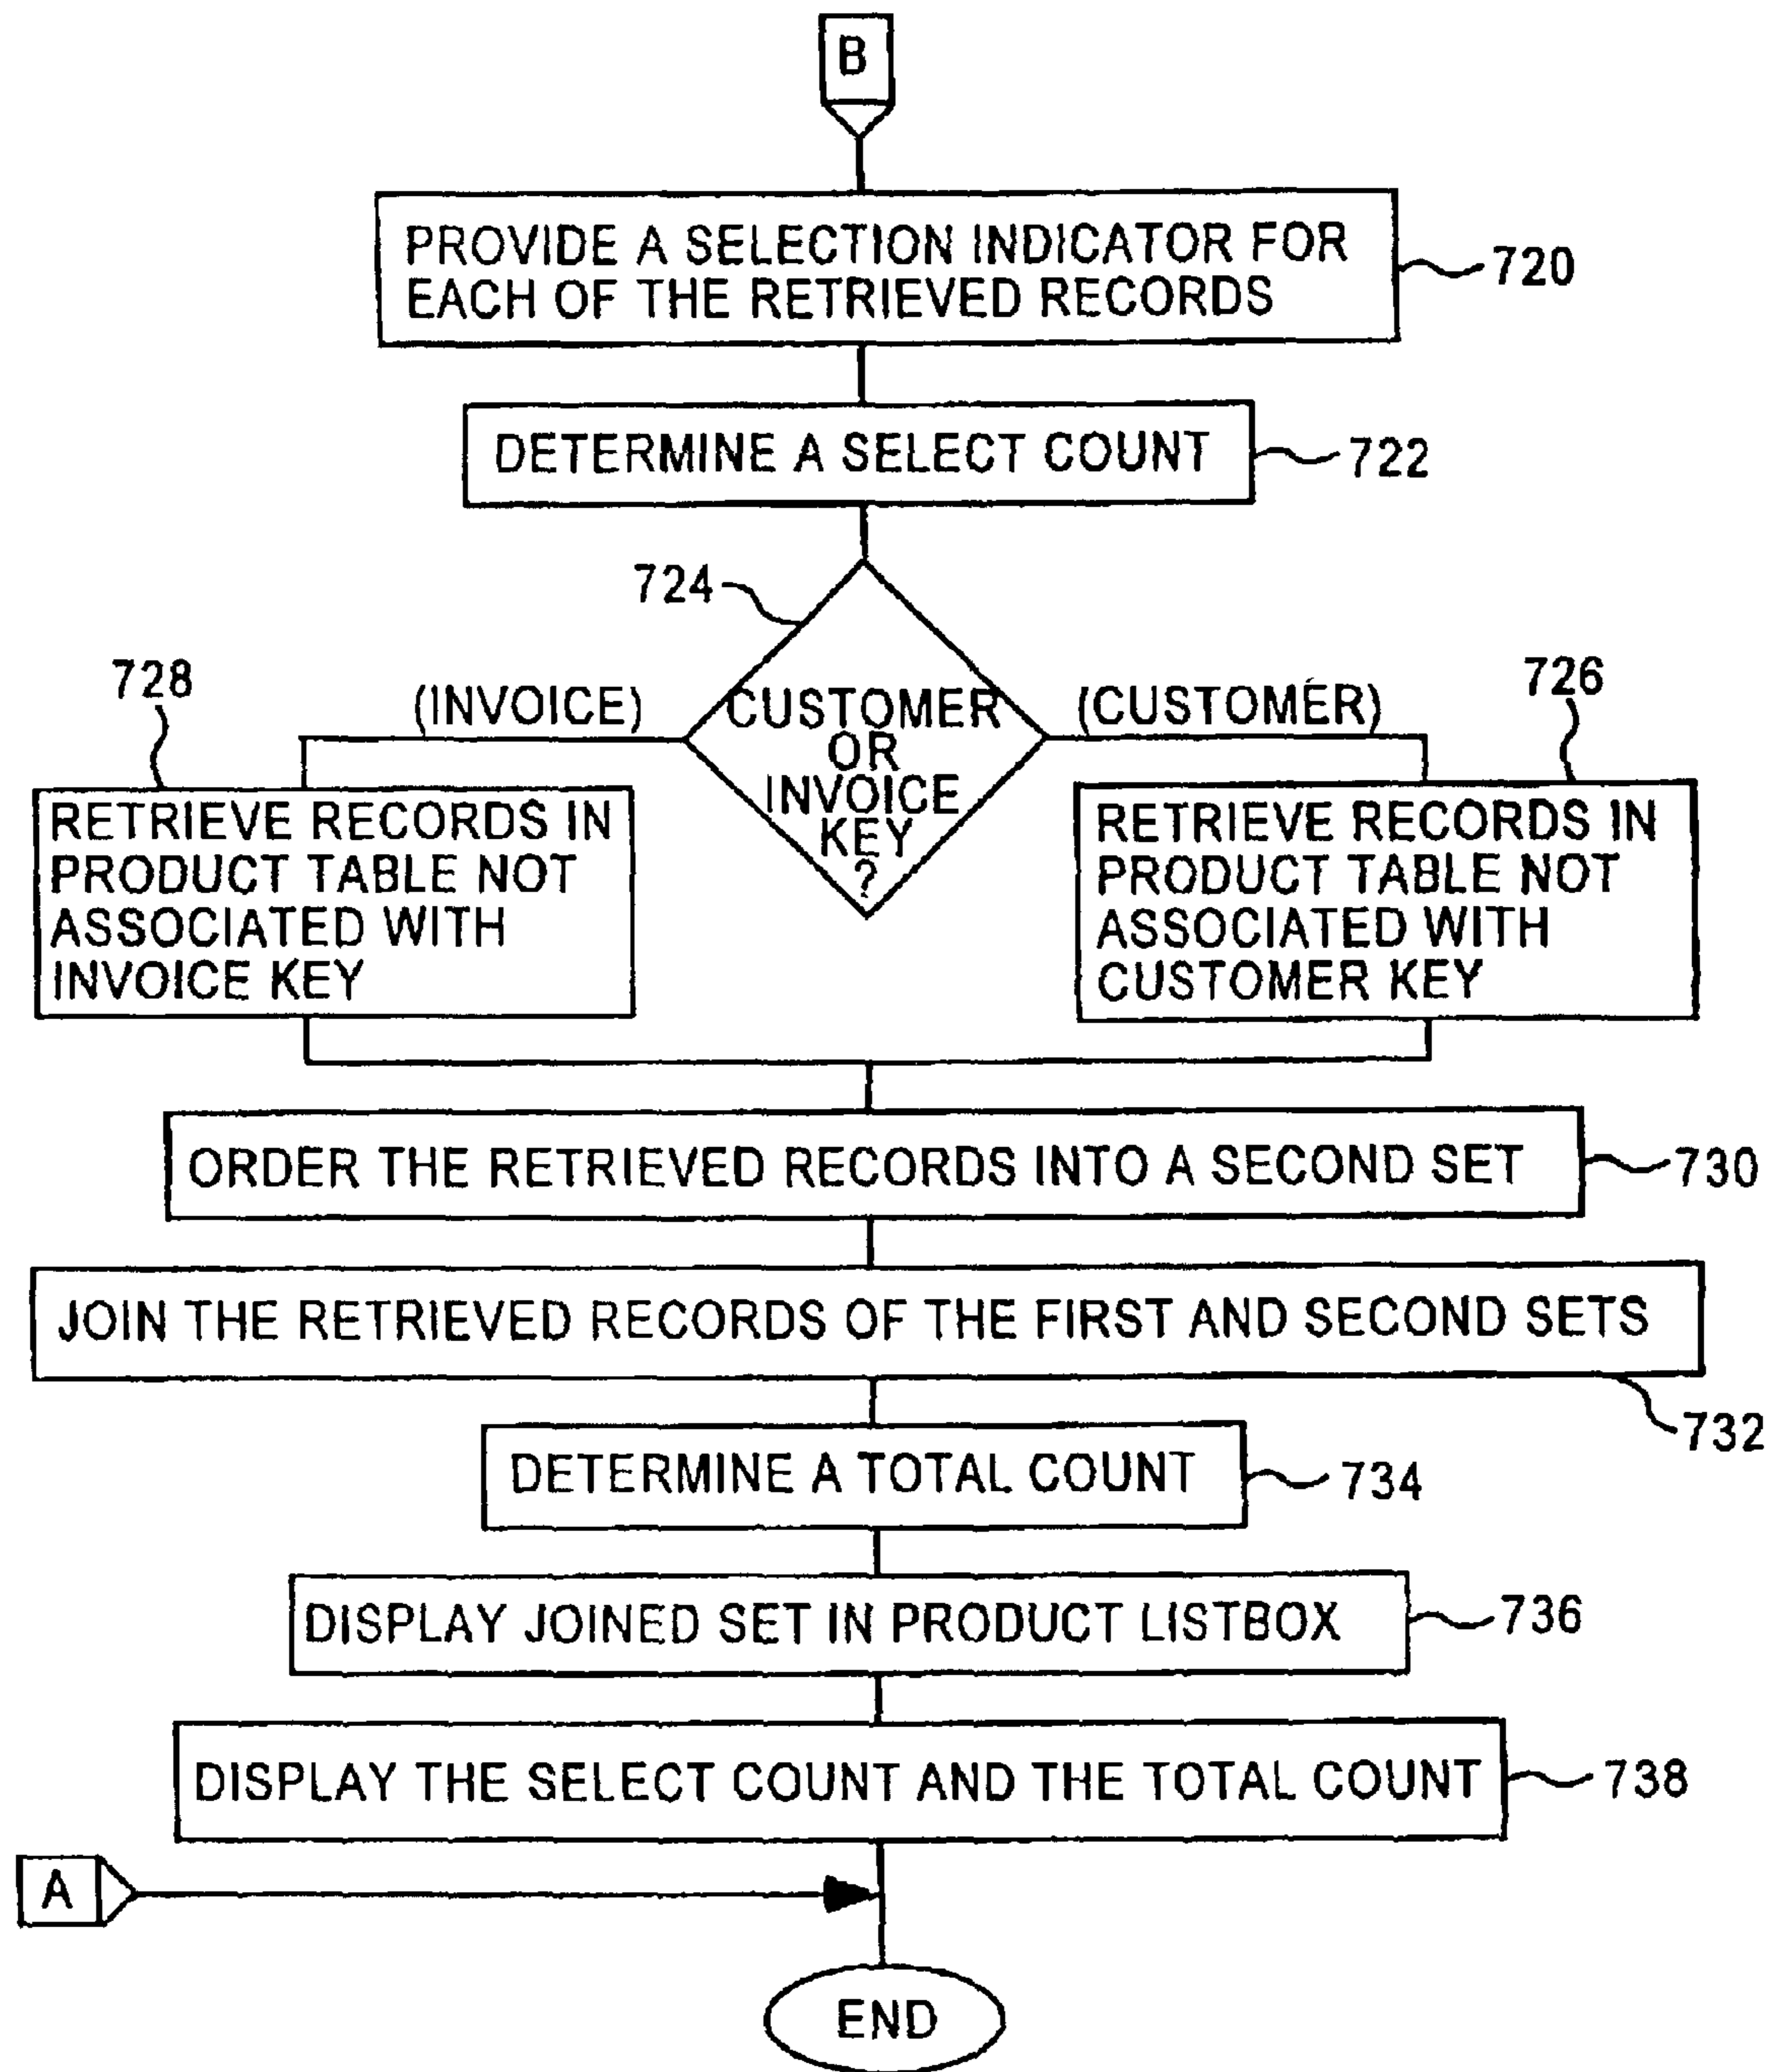 B
PROVIDE A SELECTION INDICATOR FOR
EACH OF THE RETRIEVED RECORDS
720
DETERMINE A SELECT COUNT
722
724
CUSTOMER
OR
INVOICE
KEY
?
(INVOICE)
(CUSTOMER)
728
RETRIEVE RECORDS IN
PRODUCT TABLE NOT
ASSOCIATED WITH
INVOICE KEY
726
RETRIEVE RECORDS IN
PRODUCT TABLE NOT
ASSOCIATED WITH
CUSTOMER KEY
ORDER THE RETRIEVED RECORDS INTO A SECOND SET
730
JOIN THE RETRIEVED RECORDS OF THE FIRST AND SECOND SETS
732
DETERMINE A TOTAL COUNT
734
DISPLAY JOINED SET IN PRODUCT LISTBOX
736
DISPLAY THE SELECT COUNT AND THE TOTAL COUNT
738
A
END